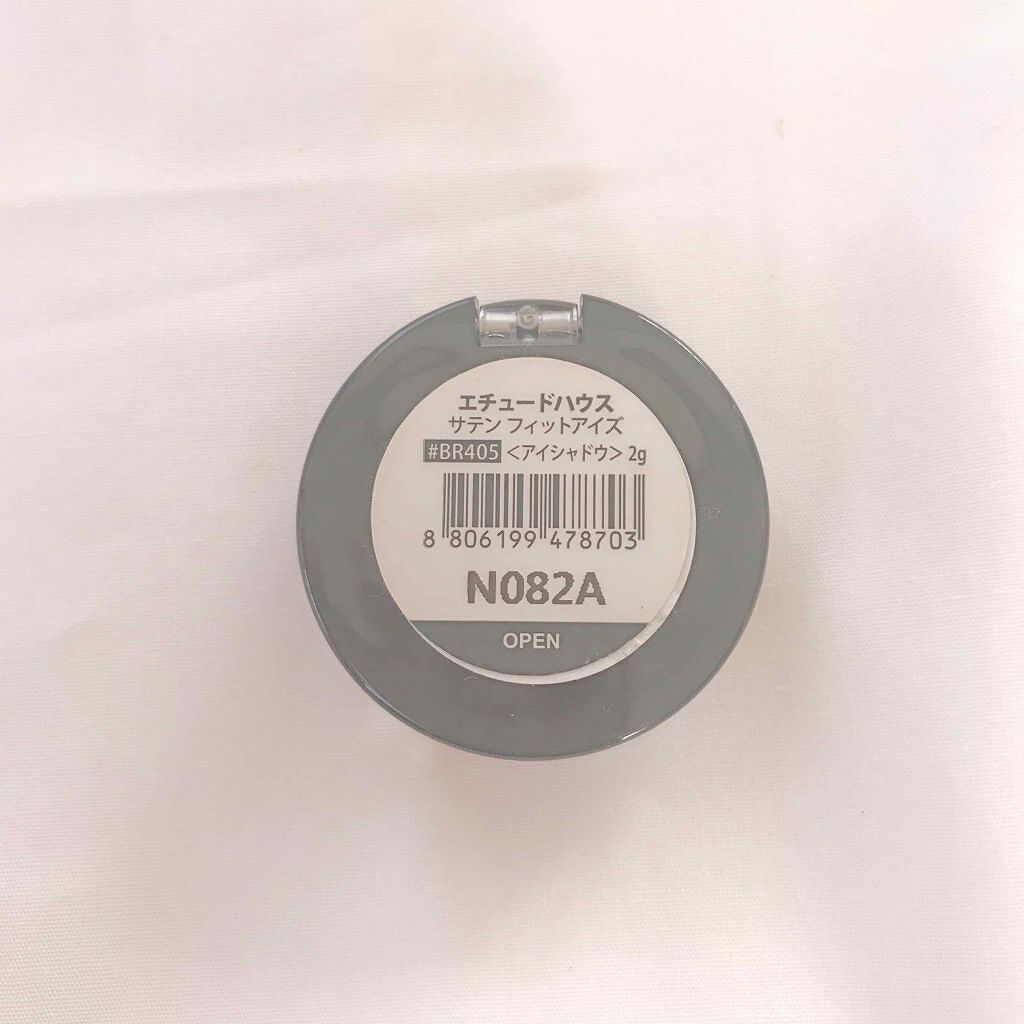 エチュードハウス
サテン フィットアイズ
#BR405 <アイシャドウ> 2g
8 806199 478703
N082A
OPEN